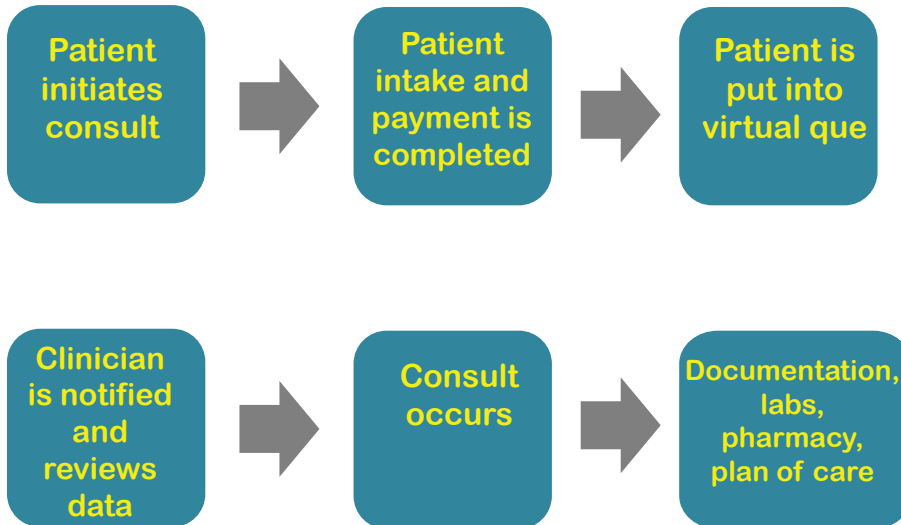 Patient
initiates
consult
Patient
intake and
payment is
completed
Patient is
put into
virtual que
Clinician
is notified
and
reviews
data
Consult
occurs
Documentation,
labs,
pharmacy,
plan of care